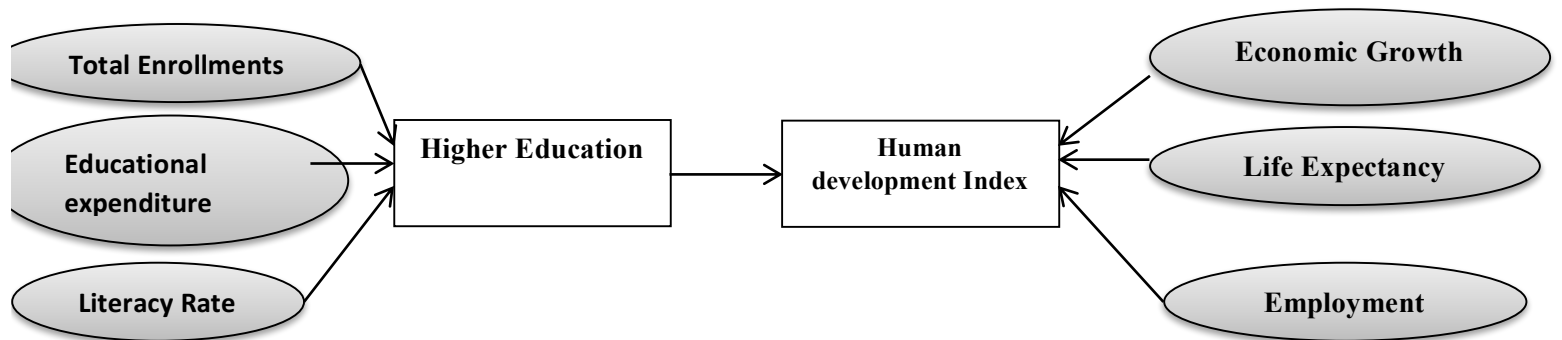 Total Enrollments
Educational
expenditure
Literacy Rate
Higher Education
Human
development Index
Economic Growth
Life Expectancy
Employment